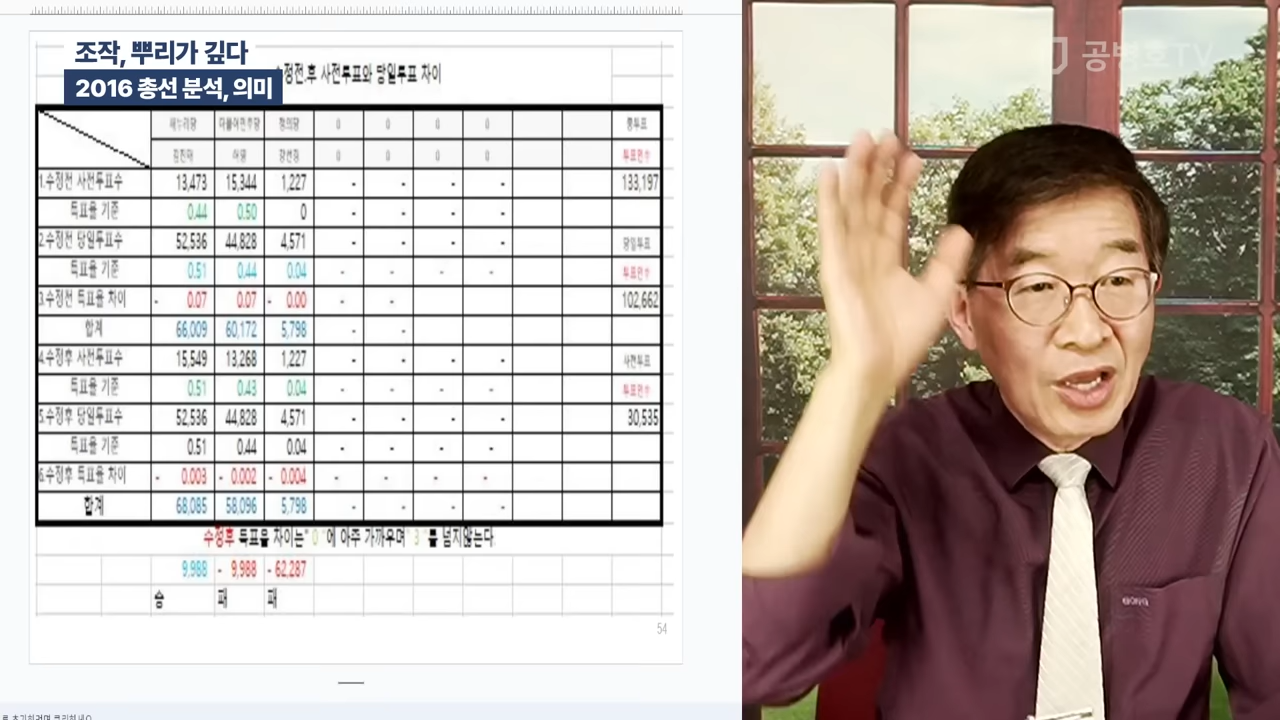 조작, 뿌리가 깊다
2016 총선 분석, 의미
수정전.후 사전투표와 당일투표 차이
공병호TV
새누리당 더불어민주당 정의당 0 0 0 0 총투표
김진태 허영 강선경 0 0 0 0 투표인수
1.수정전 사전투표수 13,473 15,344 1,227 - - - - 133,197
득표율 기준 0.44 0.50 0 - - - -
2.수정전 당일투표수 52,536 44,828 4,571 - - - - 당일투표
득표율 기준 0.51 0.44 0.04 - - - - 투표인수
3.수정전 득표율 차이 - 0.07 0.07 - 0.00 - - 102,662
합계 66,009 60,172 5,798 - -
4.수정후 사전투표수 15,549 13,268 1,227 - - - - 사전투표
득표율 기준 0.51 0.43 0.04 - - - - 투표인수
5.수정후 당일투표수 52,536 44,828 4,571 - - - - 30,535
득표율 기준 0.51 0.44 0.04 - - - -
6.수정후 득표율 차이 - 0.003 - 0.002 - 0.004 - - - -
합계 68,085 58,096 5,798 - - - -
수정후 득표율 차이는" 0 "에 아주 가까우며" 3 "를 넘지않는다.
9,988 - 9,988 - 62,287
승 패 패
54